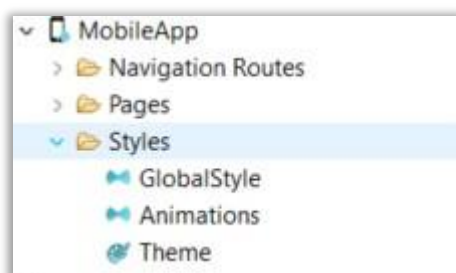 MobileApp
Navigation Routes
Pages
Styles
GlobalStyle
Animations
Theme